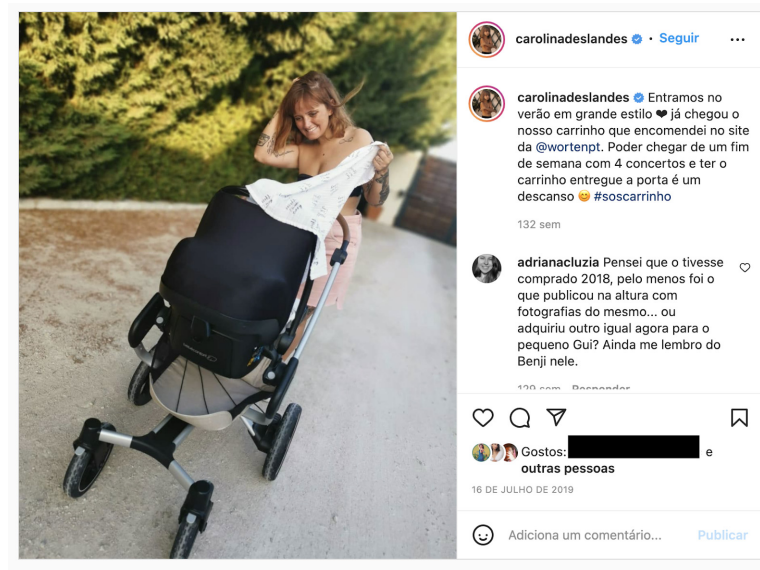 carolinadeslandes • Seguir
carolinadeslandes Entramos no
verão em grande estilo ❤ já chegou o
nosso carrinho que encomendei no site
da @wortenpt. Poder chegar de um fim
de semana com 4 concertos e ter o
carrinho entregue a porta é um
descanso 😊 #soscarrinho
132 sem
adrianacluzia Pensei que o tivesse
comprado 2018, pelo menos foi o
que publicou na altura com
fotografias do mesmo... ou
adquiriu outro igual agora para o
pequeno Gui? Ainda me lembro do
Benji nele.
129 sem Responder
Gostos: e
outras pessoas
16 DE JULHO DE 2019
Adiciona um comentário... Publicar